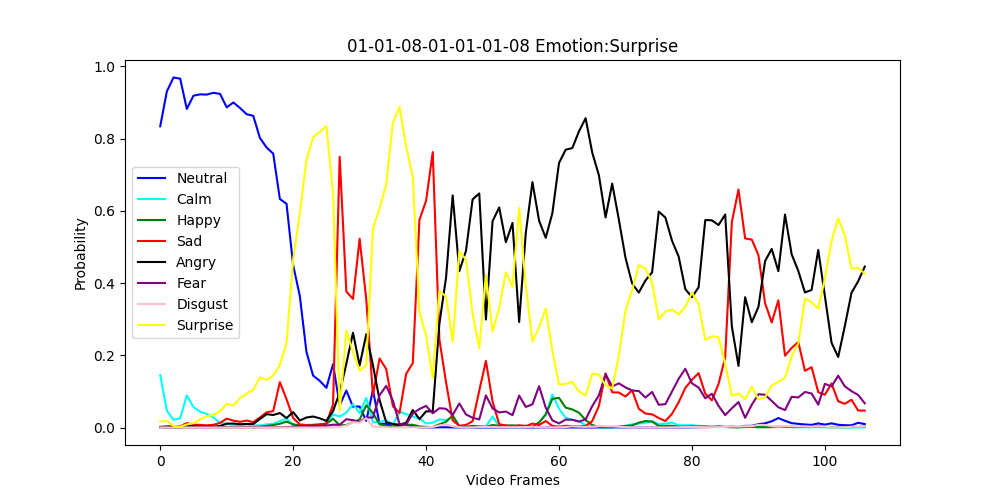 01-01-08-01-01-01-08 Emotion:Surprise
Probability
1.0
0.8
0.6
0.4
0.2
0.0
Neutral
Calm
Happy
Sad
Angry
Fear
Disgust
Surprise
0 20 40 60 80 100
Video Frames